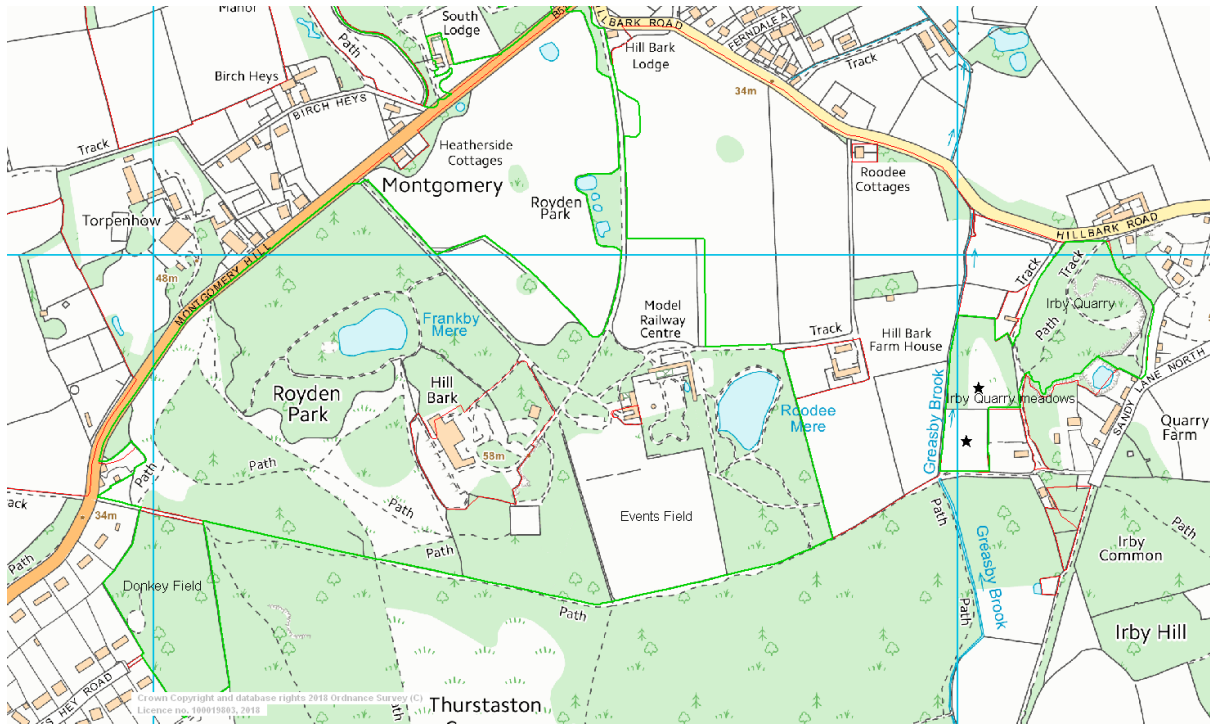 Manor
Path
South
Lodge
B5
LLBARK ROAD
FERNDALE A
Hill Bark
Lodge
Track
Birch Heys
BIRCH HEYS
34m
Track
Heatherside
Cottages
Montgomery
Roodee
Cottages
Torpenhow
Royden
Park
HILLBARK ROAD
MONTGOMERY HILL
48m
Track
Track
Irby Quarry
Path
Frankby
Mere
Model
Railway
Centre
Track
Hill Bark
Farm House
SANDY LANE NORTH
Royden
Park
Hill
Bark
Roodee
Mere
Greasby Brook
Irby Quarry meadows
Quarry
Farm
58m
Path
Path
Path
34m
Path
Events Field
Path
Path
Greasby Brook
Path
Irby
Common
Path
Donkey Field
Path
Path
Irby Hill
S HEY ROAD
Crown Copyright and database rights 2018 Ordnance Survey (C)
Licence no. 100019803, 2018
Thurstaston